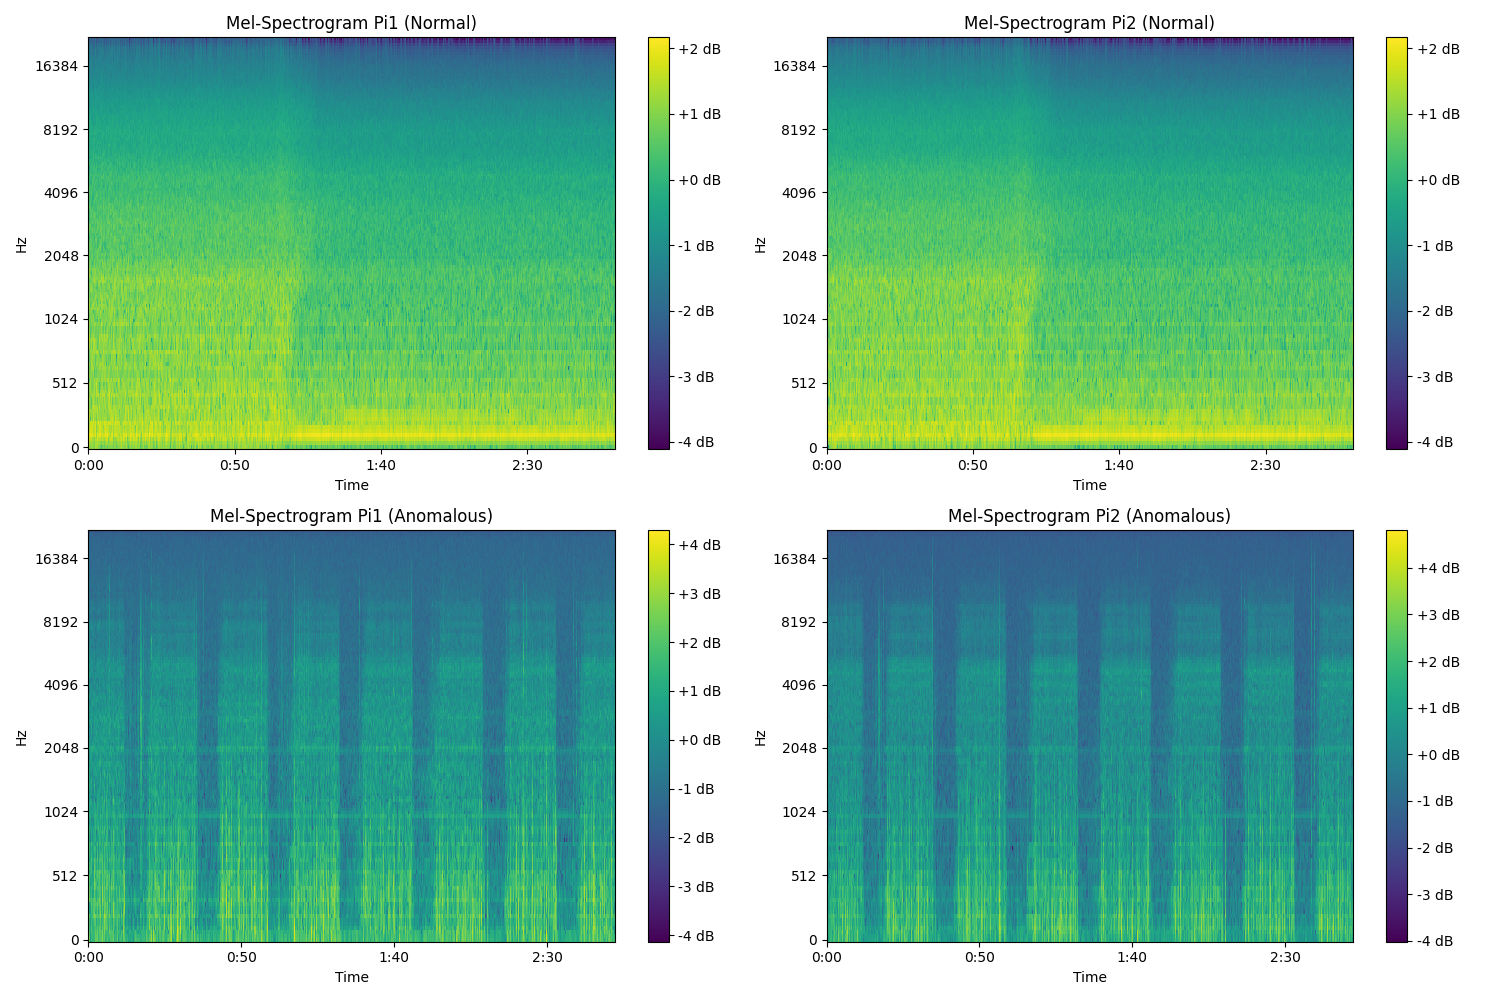 Mel-Spectrogram Pi1 (Normal)
Hz
16384
8192
4096
2048
1024
512
0
0:00 0:50 1:40 2:30
Time
+2 dB
+1 dB
+0 dB
-1 dB
-2 dB
-3 dB
-4 dB
Mel-Spectrogram Pi2 (Normal)
Hz
16384
8192
4096
2048
1024
512
0
0:00 0:50 1:40 2:30
Time
+2 dB
+1 dB
+0 dB
-1 dB
-2 dB
-3 dB
-4 dB
Mel-Spectrogram Pi1 (Anomalous)
Hz
16384
8192
4096
2048
1024
512
0
0:00 0:50 1:40 2:30
Time
+4 dB
+3 dB
+2 dB
+1 dB
+0 dB
-1 dB
-2 dB
-3 dB
-4 dB
Mel-Spectrogram Pi2 (Anomalous)
Hz
16384
8192
4096
2048
1024
512
0
0:00 0:50 1:40 2:30
Time
+4 dB
+3 dB
+2 dB
+1 dB
+0 dB
-1 dB
-2 dB
-3 dB
-4 dB